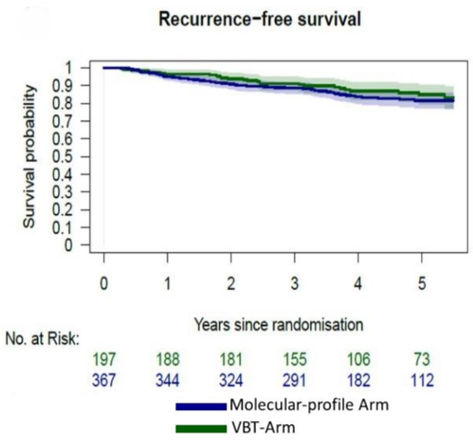 Recurrence-free survival
Survival probability
1
0.9
0.8
0.7
0.6
0.5
0.4
0.3
0.2
0.1
0
0 1 2 3 4 5
Years since randomisation
No. at Risk:
197 188 181 155 106 73
367 344 324 291 182 112
Molecular-profile Arm
VBT-Arm